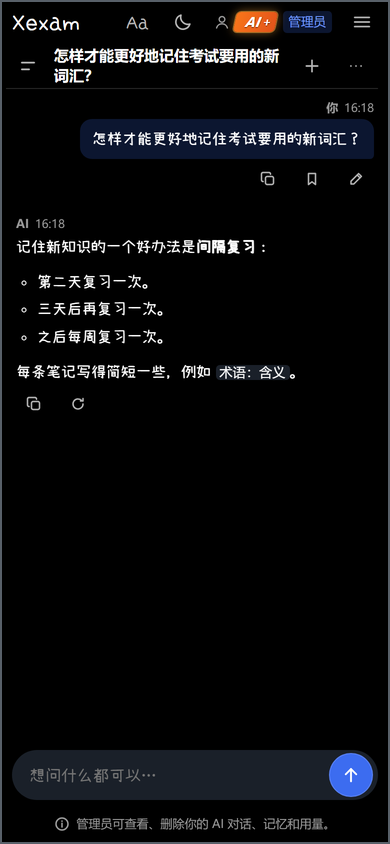 Xexam Aa AI+ 管理员
怎样才能更好地记住考试要用的新
词汇？
你 16:18
怎样才能更好地记住考试要用的新词汇？
AI 16:18
记住新知识的一个好办法是间隔复习：
第二天复习一次。
三天后再复习一次。
之后每周复习一次。
每条笔记写得简短一些，例如 术语：含义。
想问什么都可以…
管理员可查看、删除你的 AI 对话、记忆和用量。